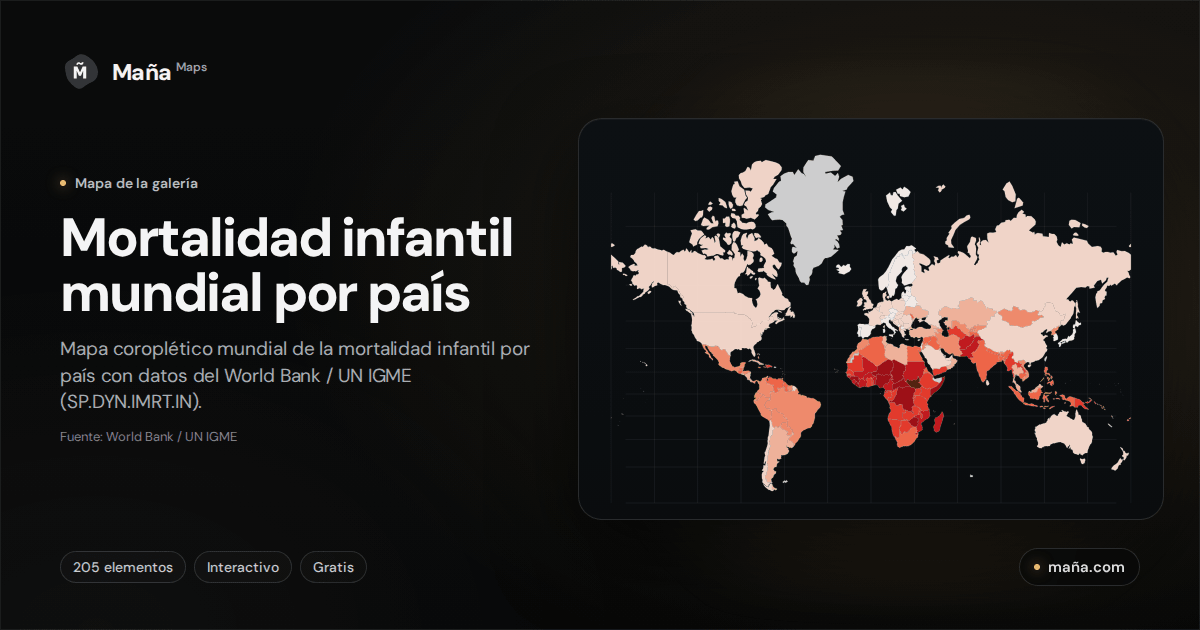 M̃
Maña Maps
Mapa de la galería
Mortalidad infantil
mundial por país
Mapa coroplético mundial de la mortalidad infantil por
país con datos del World Bank / UN IGME
(SP.DYN.IMRT.IN).
Fuente: World Bank / UN IGME
205 elementos
Interactivo
Gratis
maña.com